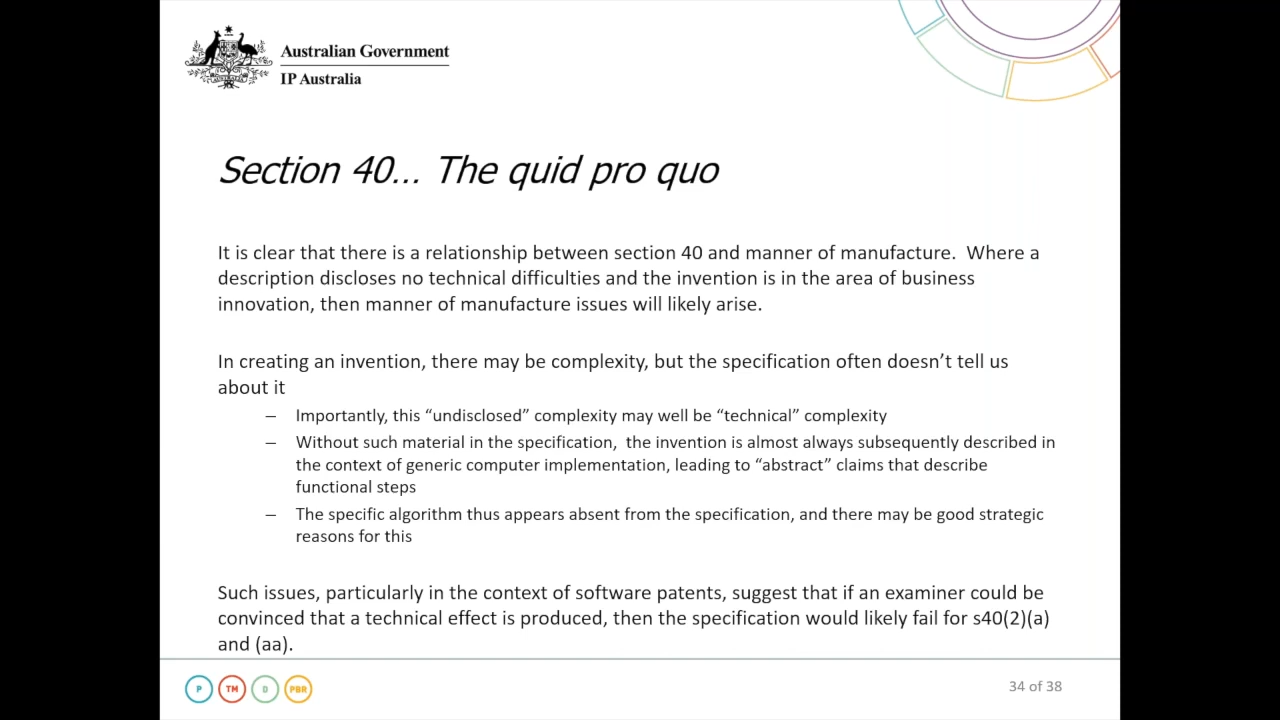 Australian Government
IP Australia
Section 40... The quid pro quo
It is clear that there is a relationship between section 40 and manner of manufacture.  Where a
description discloses no technical difficulties and the invention is in the area of business
innovation, then manner of manufacture issues will likely arise.
In creating an invention, there may be complexity, but the specification often doesn’t tell us
about it
– Importantly, this “undisclosed” complexity may well be “technical” complexity
– Without such material in the specification,  the invention is almost always subsequently described in
the context of generic computer implementation, leading to “abstract” claims that describe
functional steps
– The specific algorithm thus appears absent from the specification, and there may be good strategic
reasons for this
Such issues, particularly in the context of software patents, suggest that if an examiner could be
convinced that a technical effect is produced, then the specification would likely fail for s40(2)(a)
and (aa).
P TM D PBR
34 of 38